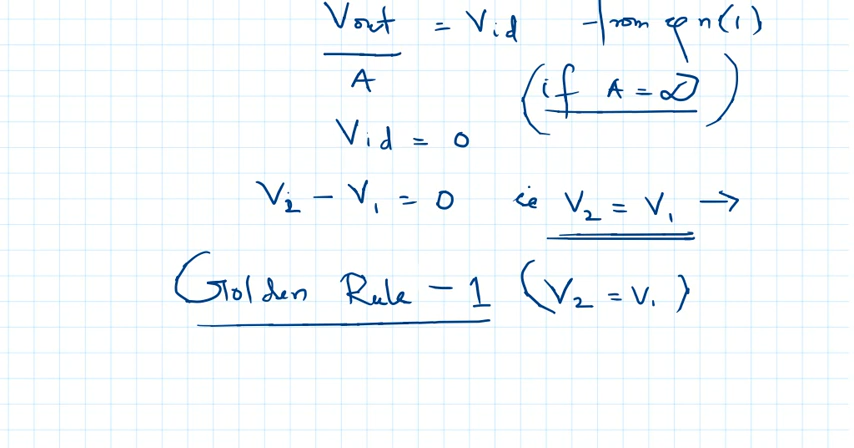 Vout = Vid from eqn(1)
A
(if A = ∞)
Vid = 0
V2 - V1 = 0 ie V2 = V1 →
Golden Rule - 1 (V2 = V1)